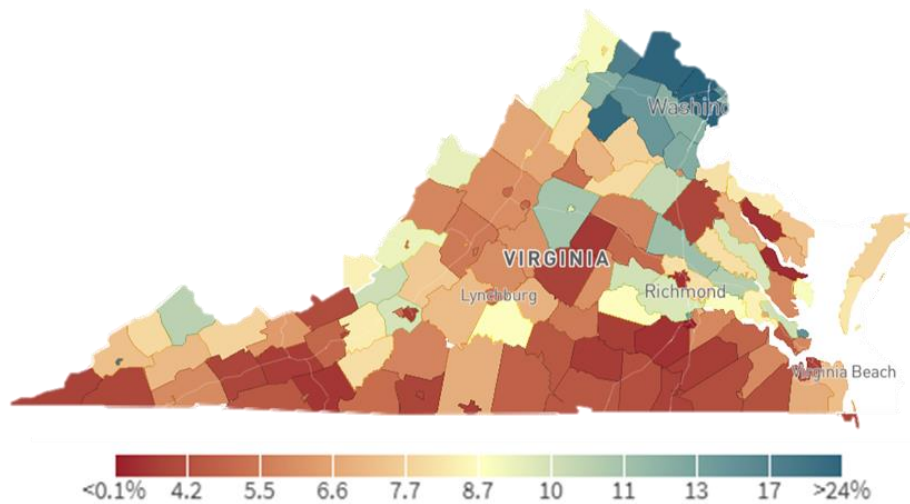 Washin
VIRGINIA
Lynchburg
Richmond
Virginia Beach
<0.1% 4.2 5.5 6.6 7.7 8.7 10 11 13 17 >24%